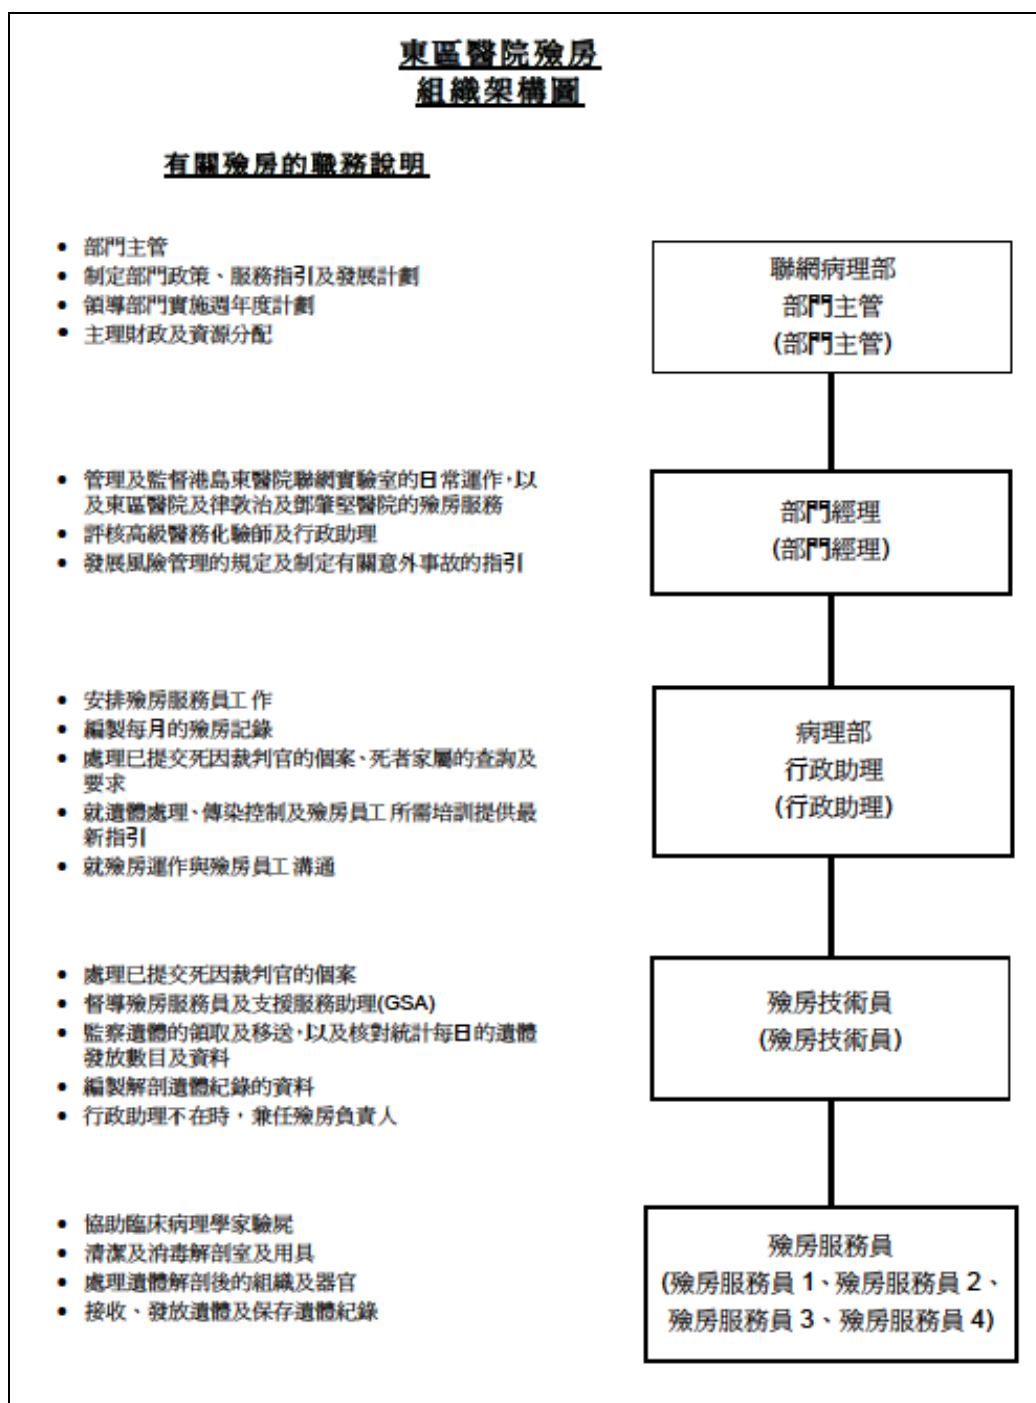 東區醫院殮房
組織架構圖
有關殮房的職務說明
• 部門主管
• 制定部門政策、服務指引及發展計劃
• 領導部門實施週年度計劃
• 主理財政及資源分配
聯網病理部
部門主管
(部門主管)
• 管理及監督港島東醫院聯網實驗室的日常運作，以
及東區醫院及律敦治及鄧肇堅醫院的殮房服務
• 評核高級醫務化驗師及行政助理
• 發展風險管理的規定及制定有關意外事故的指引
部門經理
(部門經理)
• 安排殮房服務員工作
• 編製每月的殮房記錄
• 處理已提交死因裁判官的個案、死者家屬的查詢及
要求
• 就遺體處理、傳染控制及殮房員工所需培訓提供最
新指引
• 就殮房運作與殮房員工溝通
病理部
行政助理
(行政助理)
• 處理已提交死因裁判官的個案
• 督導殮房服務員及支援服務助理(GSA)
• 監察遺體的領取及移送，以及核對統計每日的遺體
發放數目及資料
• 編製解剖遺體紀錄的資料
• 行政助理不在時，兼任殮房負責人
殮房技術員
(殮房技術員)
• 協助臨床病理學家驗屍
• 清潔及消毒解剖室及用具
• 處理遺體解剖後的組織及器官
• 接收、發放遺體及保存遺體紀錄
殮房服務員
(殮房服務員 1、殮房服務員 2、
殮房服務員 3、殮房服務員 4)